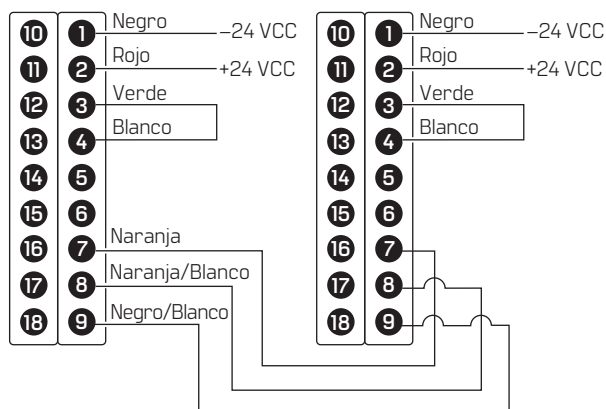 10 1 Negro −24 VCC
11 2 Rojo +24 VCC
12 3 Verde
13 4 Blanco
14 5
15 6
16 7 Naranja
17 8 Naranja/Blanco
18 9 Negro/Blanco
10 1 Negro −24 VCC
11 2 Rojo +24 VCC
12 3 Verde
13 4 Blanco
14 5
15 6
16 7
17 8
18 9